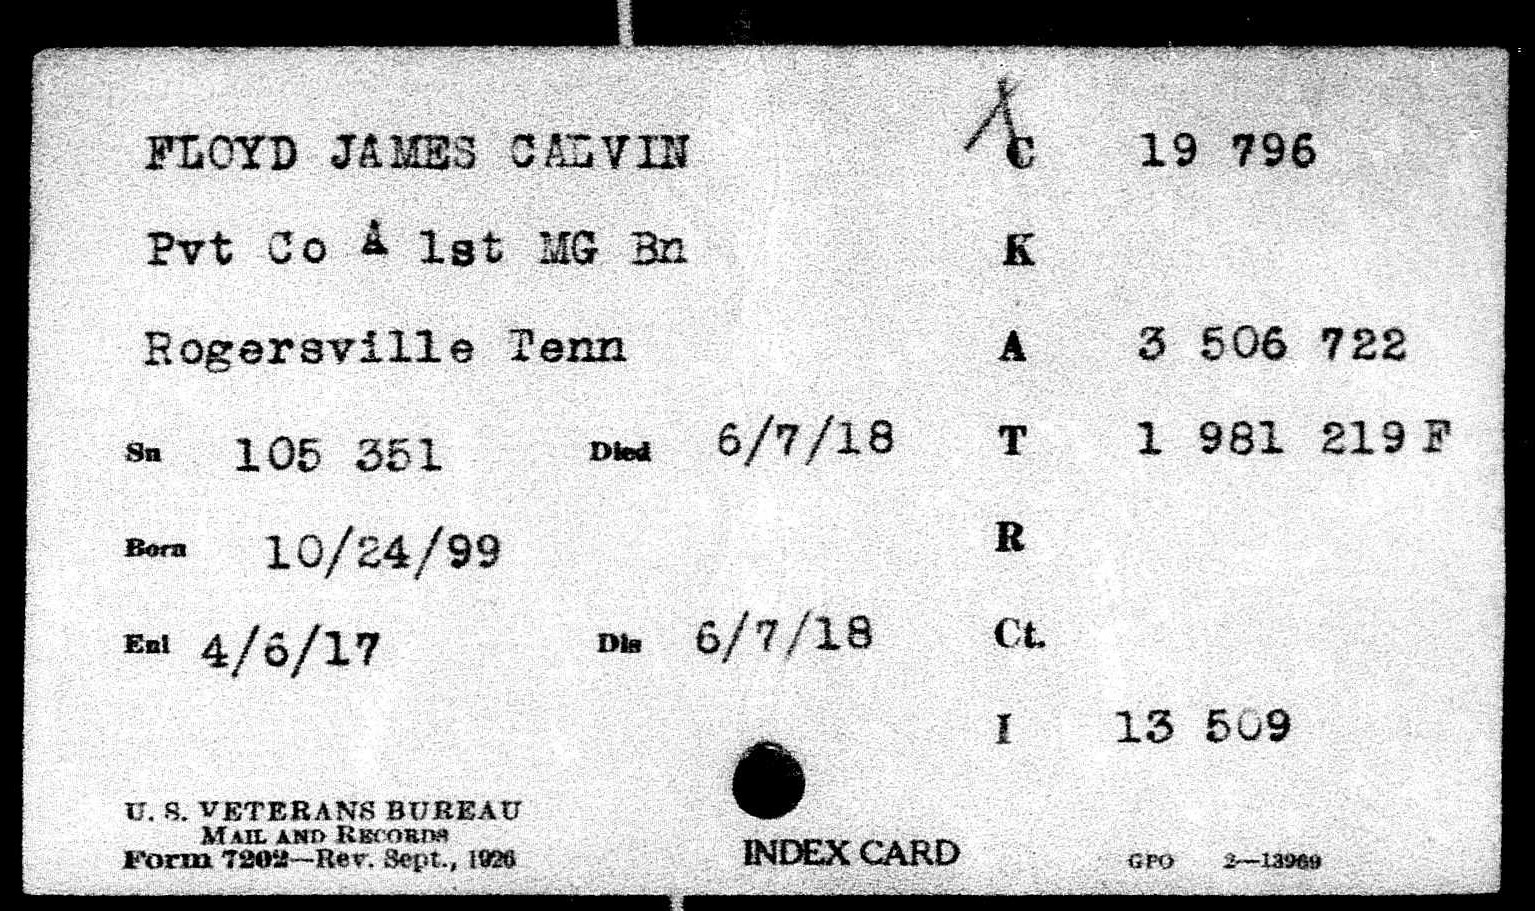 FLOYD JAMES CALVIN C 19 796
Pvt Co A 1st MG Bn K
Rogersville Tenn A 3 506 722
Sn 105 351 Died 6/7/18 T 1 981 219 F
Born 10/24/99 R
Enl 4/6/17 Dis 6/7/18 Ct.
I 13 509
U. S. VETERANS BUREAU
MAIL AND RECORDS
Form 7202—Rev. Sept., 1926 INDEX CARD GPO 2—13969